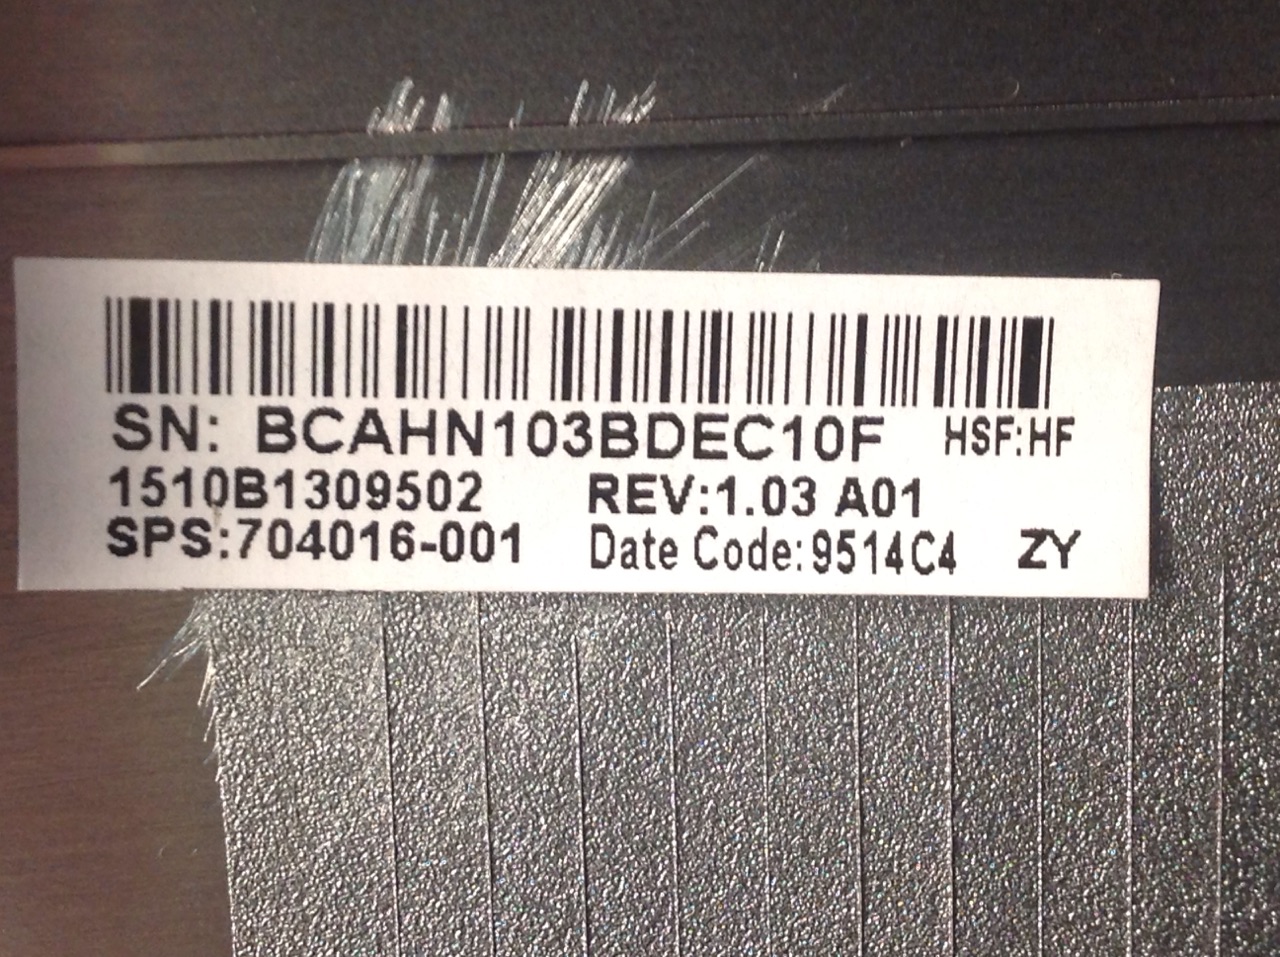 SN: BCAHN103BDEC10F HSF:HF
1510B1309502 REV:1.03 A01
SPS:704016-001 Date Code:9514C4 ZY